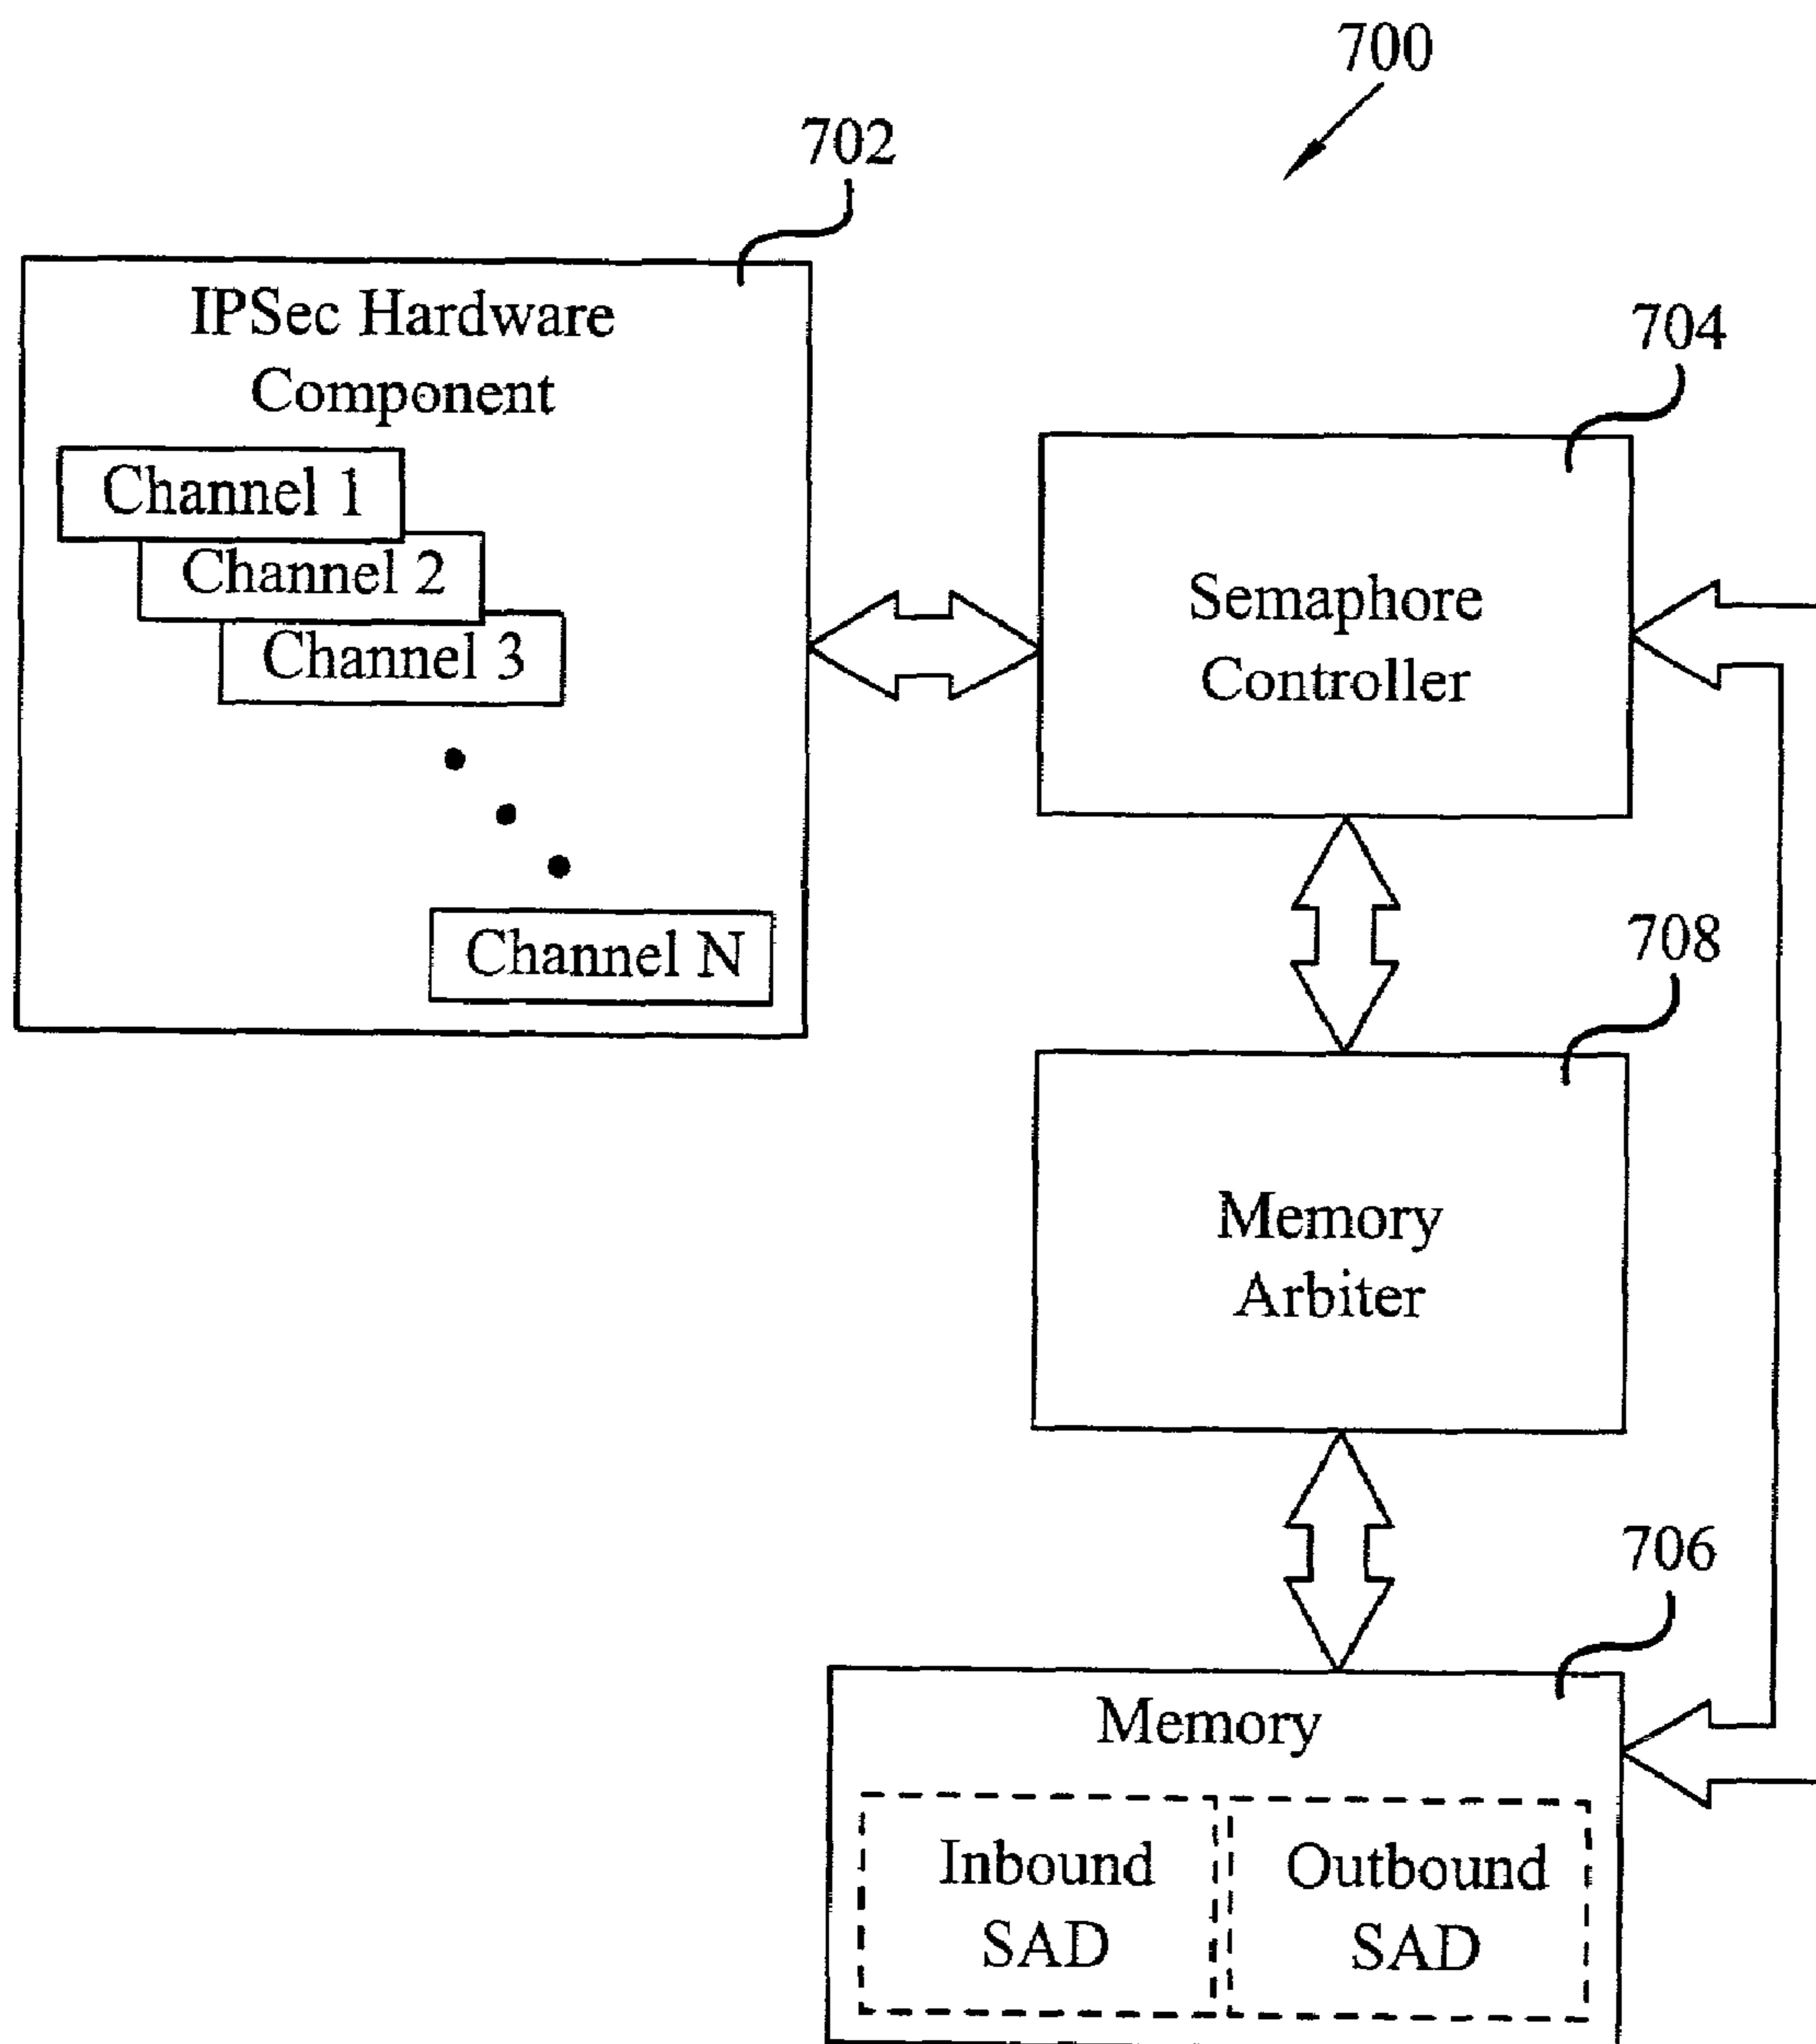 700
702
IPSec Hardware
Component
Channel 1
Channel 2
Channel 3
Channel N
704
Semaphore
Controller
708
Memory
Arbiter
706
Memory
Inbound
SAD
Outbound
SAD